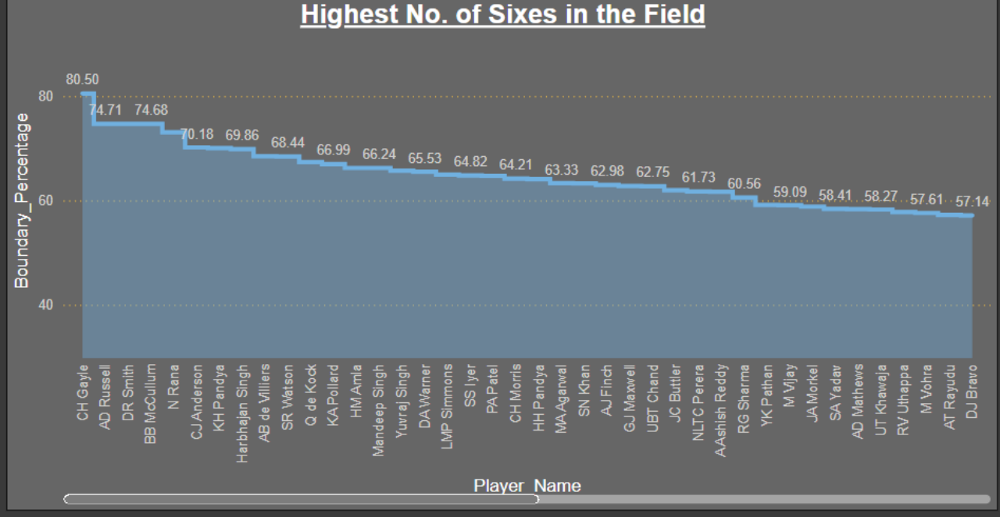 Highest No. of Sixes in the Field
Boundary_Percentage
80
60
40
80.50
74.71
74.68
70.18
69.86
68.44
66.99
66.24
65.53
64.82
64.21
63.33
62.98
62.75
61.73
60.56
59.09
58.41
58.27
57.61
57.14
CH Gayle
AD Russell
DR Smith
BB McCullum
N Rana
CJ Anderson
KH Pandya
Harbhajan Singh
AB de Villiers
SR Watson
Q de Kock
KA Pollard
HM Amla
Mandeep Singh
Yuvraj Singh
DA Warner
LMP Simmons
SS Iyer
PA Patel
CH Morris
HH Pandya
MA Agarwal
SN Khan
AJ Finch
GJ Maxwell
UBT Chand
JC Buttler
NLTC Perera
A Ashish Reddy
RG Sharma
YK Pathan
M Vijay
JA Morkel
SA Yadav
AD Mathews
UT Khawaja
RV Uthappa
M Vohra
AT Rayudu
DJ Bravo
Player_Name